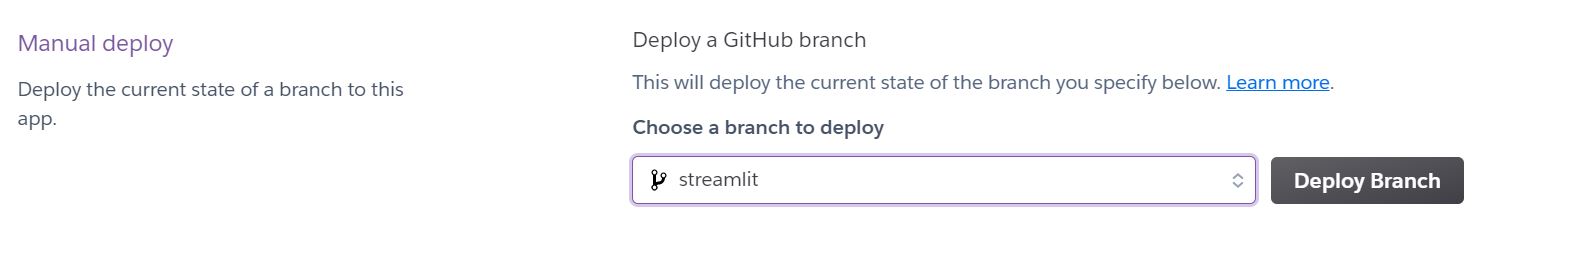 Manual deploy
Deploy the current state of a branch to this
app.
Deploy a GitHub branch
This will deploy the current state of the branch you specify below. Learn more.
Choose a branch to deploy
streamlit
Deploy Branch